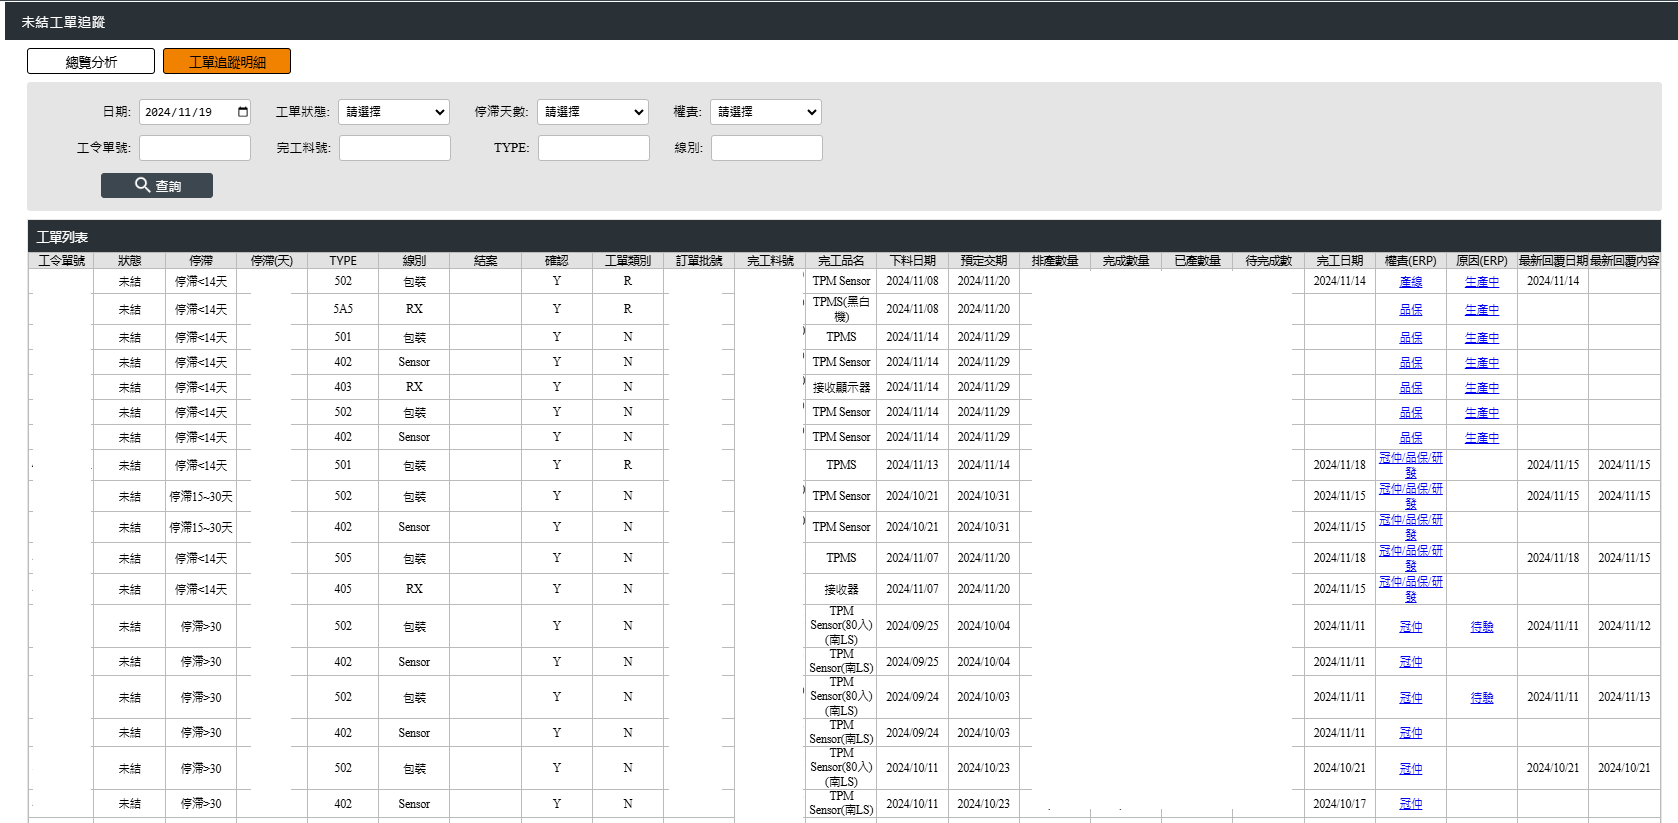 未結工單追蹤
總覽分析 工單追蹤明細
日期: 2024/11/19 工單狀態: 請選擇 停滯天數: 請選擇 權責: 請選擇
工令單號: 完工料號: TYPE: 線別:
查詢
工單列表
工令單號 狀態 停滯 停滯(天) TYPE 線別 結案 確認 工單類別 訂單批號 完工料號 完工品名 下料日期 預定交期 排產數量 完成數量 已產數量 待完成數 完工日期 權責(ERP) 原因(ERP) 最新回覆日期 最新回覆內容
未結 停滯<14天 502 包裝 Y R TPM Sensor 2024/11/08 2024/11/20 2024/11/14 產線 生產中 2024/11/14
未結 停滯<14天 5A5 RX Y R TPMS(黑白機) 2024/11/08 2024/11/20 品保 生產中
未結 停滯<14天 501 包裝 Y N TPMS 2024/11/14 2024/11/29 品保 生產中
未結 停滯<14天 402 Sensor Y N TPM Sensor 2024/11/14 2024/11/29 品保 生產中
未結 停滯<14天 403 RX Y N 接收顯示器 2024/11/14 2024/11/29 品保 生產中
未結 停滯<14天 502 包裝 Y N TPM Sensor 2024/11/14 2024/11/29 品保 生產中
未結 停滯<14天 402 Sensor Y N TPM Sensor 2024/11/14 2024/11/29 品保 生產中
未結 停滯<14天 501 包裝 Y R TPMS 2024/11/13 2024/11/14 2024/11/18 冠仲/品保/研發 2024/11/15 2024/11/15
未結 停滯15~30天 502 包裝 Y N TPM Sensor 2024/10/21 2024/10/31 2024/11/15 冠仲/品保/研發 2024/11/15 2024/11/15
未結 停滯15~30天 402 Sensor Y N TPM Sensor 2024/10/21 2024/10/31 2024/11/15 冠仲/品保/研發
未結 停滯<14天 505 包裝 Y N TPMS 2024/11/07 2024/11/20 2024/11/18 冠仲/品保/研發 2024/11/18 2024/11/15
未結 停滯<14天 405 RX Y N 接收器 2024/11/07 2024/11/20 2024/11/15 冠仲/品保/研發
未結 停滯>30 502 包裝 Y N TPM Sensor(80入)(南LS) 2024/09/25 2024/10/04 2024/11/11 冠仲 待驗 2024/11/11 2024/11/12
未結 停滯>30 402 Sensor Y N TPM Sensor(南LS) 2024/09/25 2024/10/04 2024/11/11 冠仲
未結 停滯>30 502 包裝 Y N TPM Sensor(80入)(南LS) 2024/09/24 2024/10/03 2024/11/11 冠仲 待驗 2024/11/11 2024/11/13
未結 停滯>30 402 Sensor Y N TPM Sensor(南LS) 2024/09/24 2024/10/03 2024/11/11 冠仲
未結 停滯>30 502 包裝 Y N TPM Sensor(80入)(南LS) 2024/10/11 2024/10/23 2024/10/21 冠仲 2024/10/21 2024/10/21
未結 停滯>30 402 Sensor Y N TPM Sensor(南LS) 2024/10/11 2024/10/23 2024/10/17 冠仲